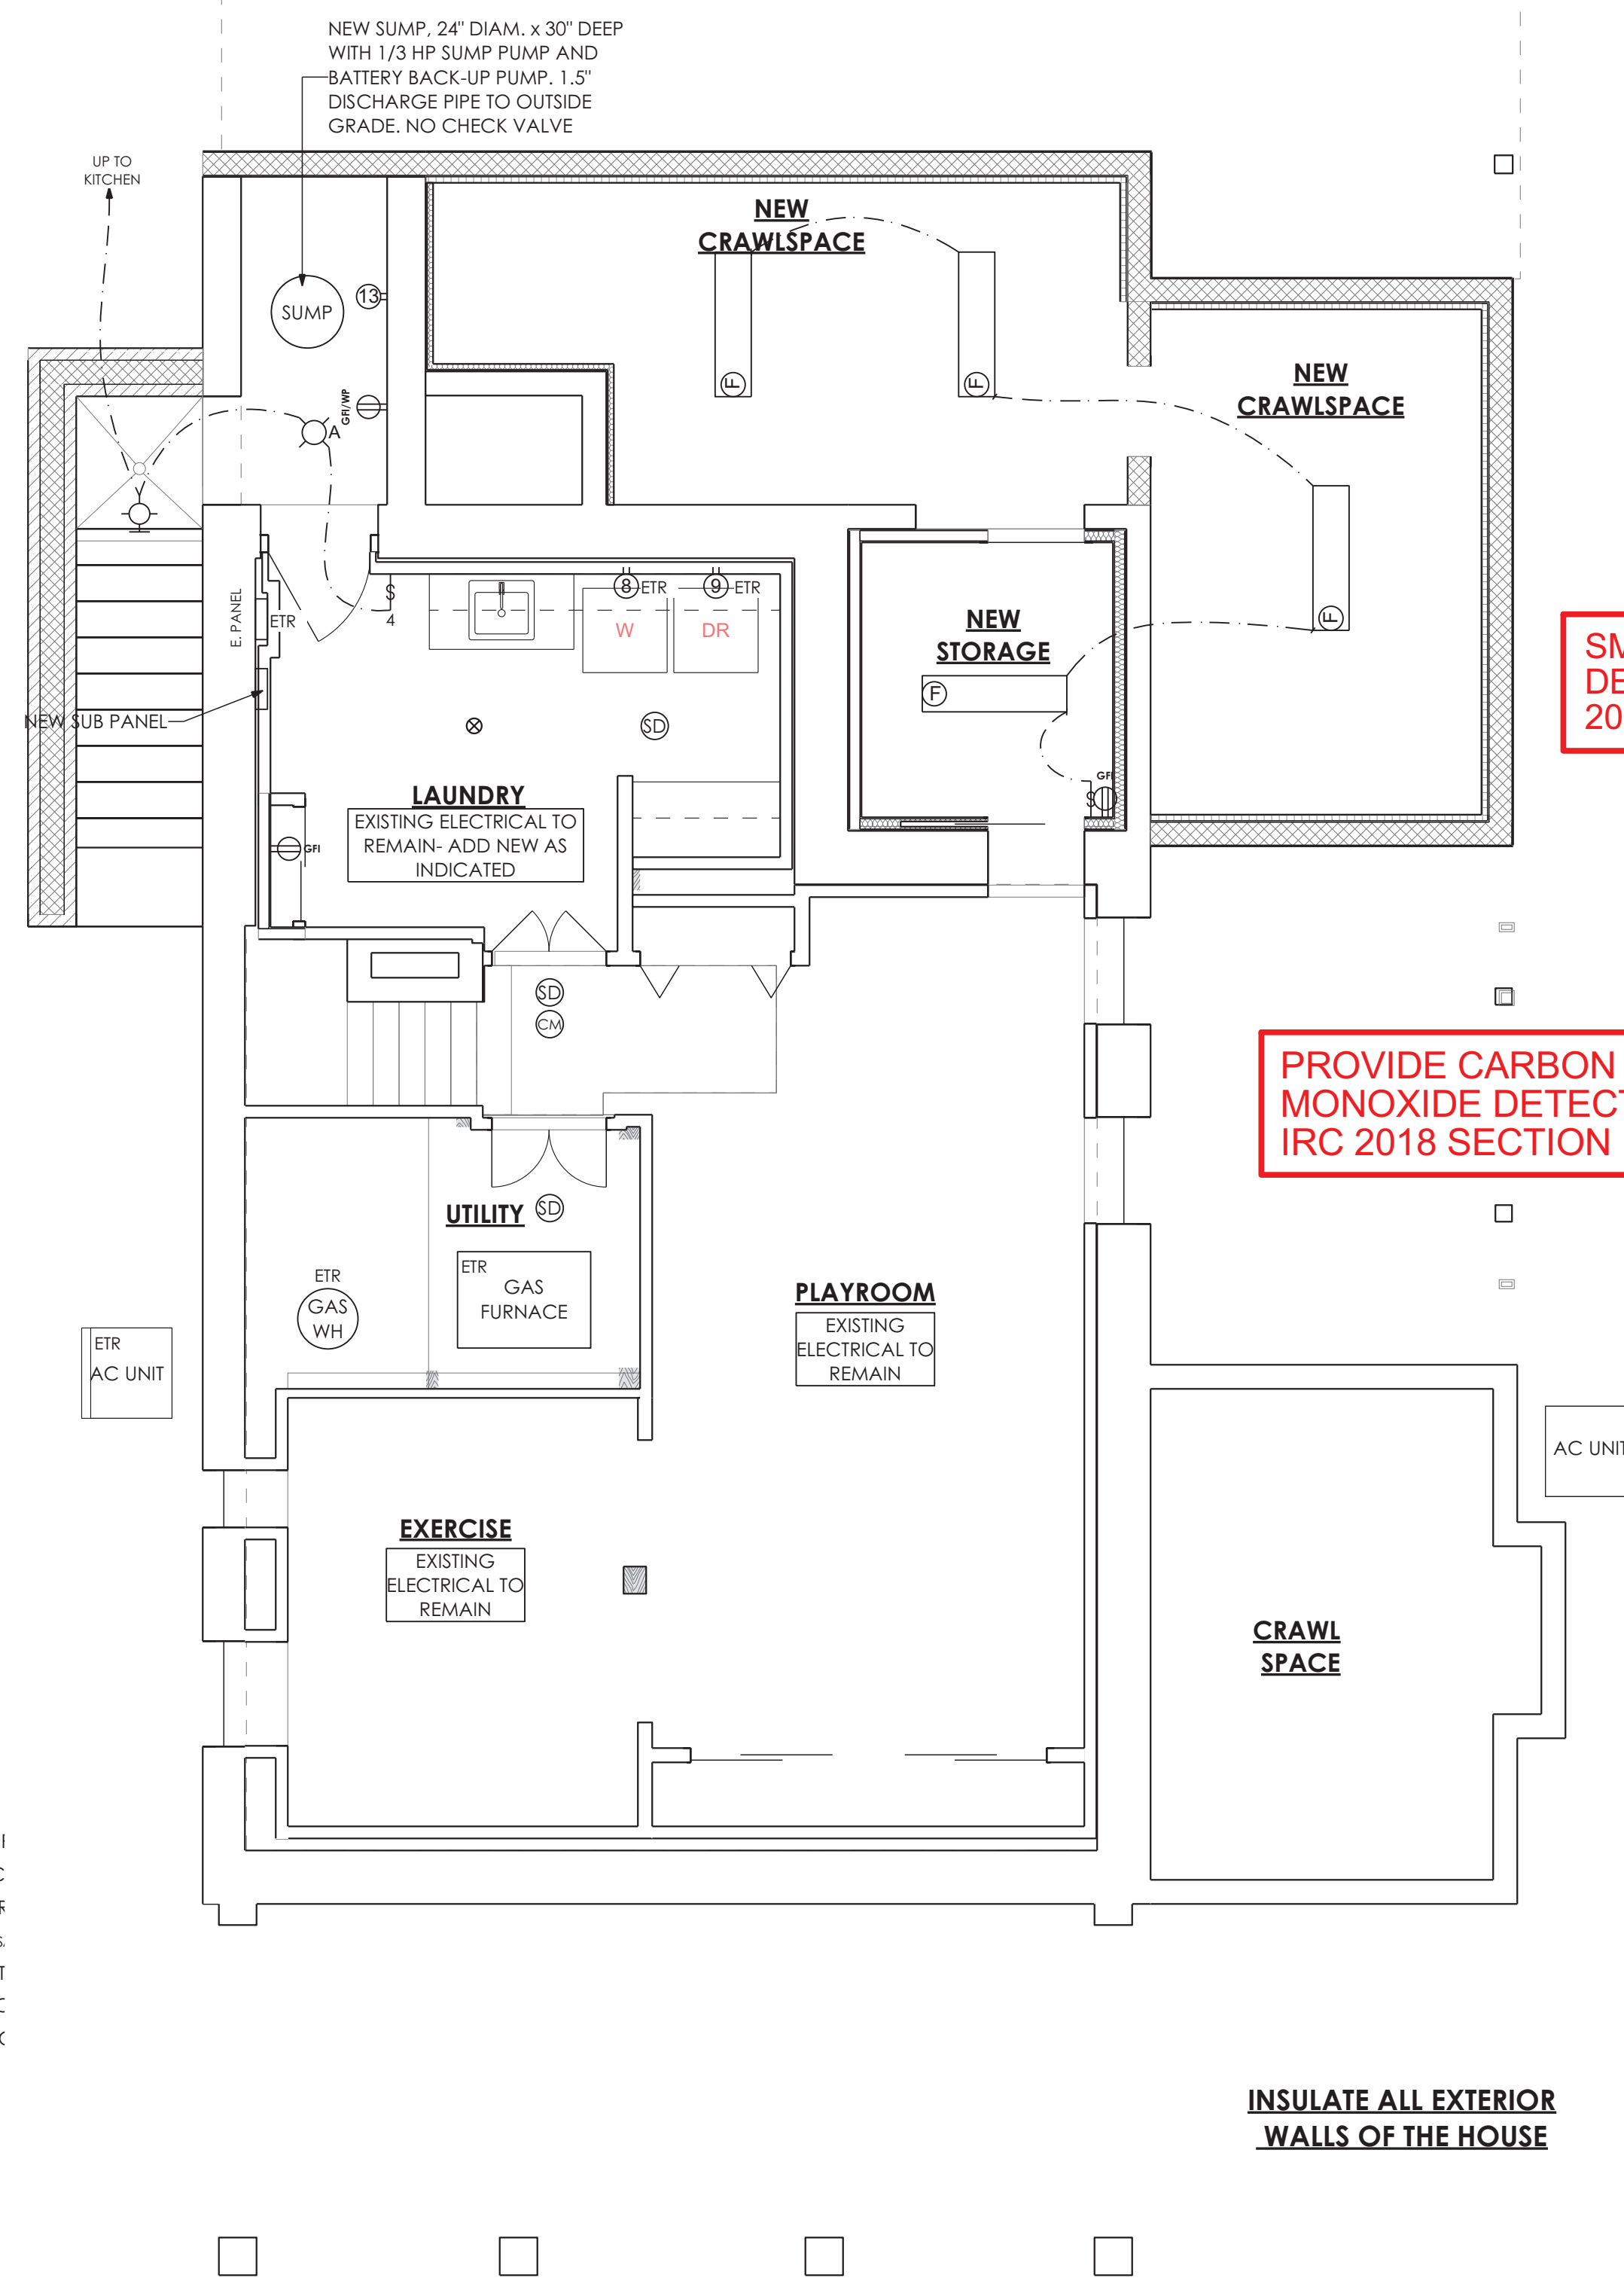 NEW SUMP, 24" DIAM. x 30" DEEP
WITH 1/3 HP SUMP PUMP AND
BATTERY BACK-UP PUMP. 1.5"
DISCHARGE PIPE TO OUTSIDE
GRADE. NO CHECK VALVE
UP TO
KITCHEN
NEW
CRAWLSPACE
SUMP
13
GFI/WP
A
F
F
NEW
CRAWLSPACE
F
E. PANEL
ETR
S
4
8 ETR
9 ETR
W
DR
NEW
STORAGE
F
GFI
S
NEW SUB PANEL
SD
LAUNDRY
EXISTING ELECTRICAL TO
REMAIN- ADD NEW AS
INDICATED
GFI
SD
CM
PROVIDE CARBON
IRC 2018 SECTION
UTILITY
SD
ETR
GAS
WH
ETR
GAS
FURNACE
PLAYROOM
EXISTING
ELECTRICAL TO
REMAIN
ETR
AC UNIT
AC UNIT
EXERCISE
EXISTING
ELECTRICAL TO
REMAIN
CRAWL
SPACE
INSULATE ALL EXTERIOR
WALLS OF THE HOUSE